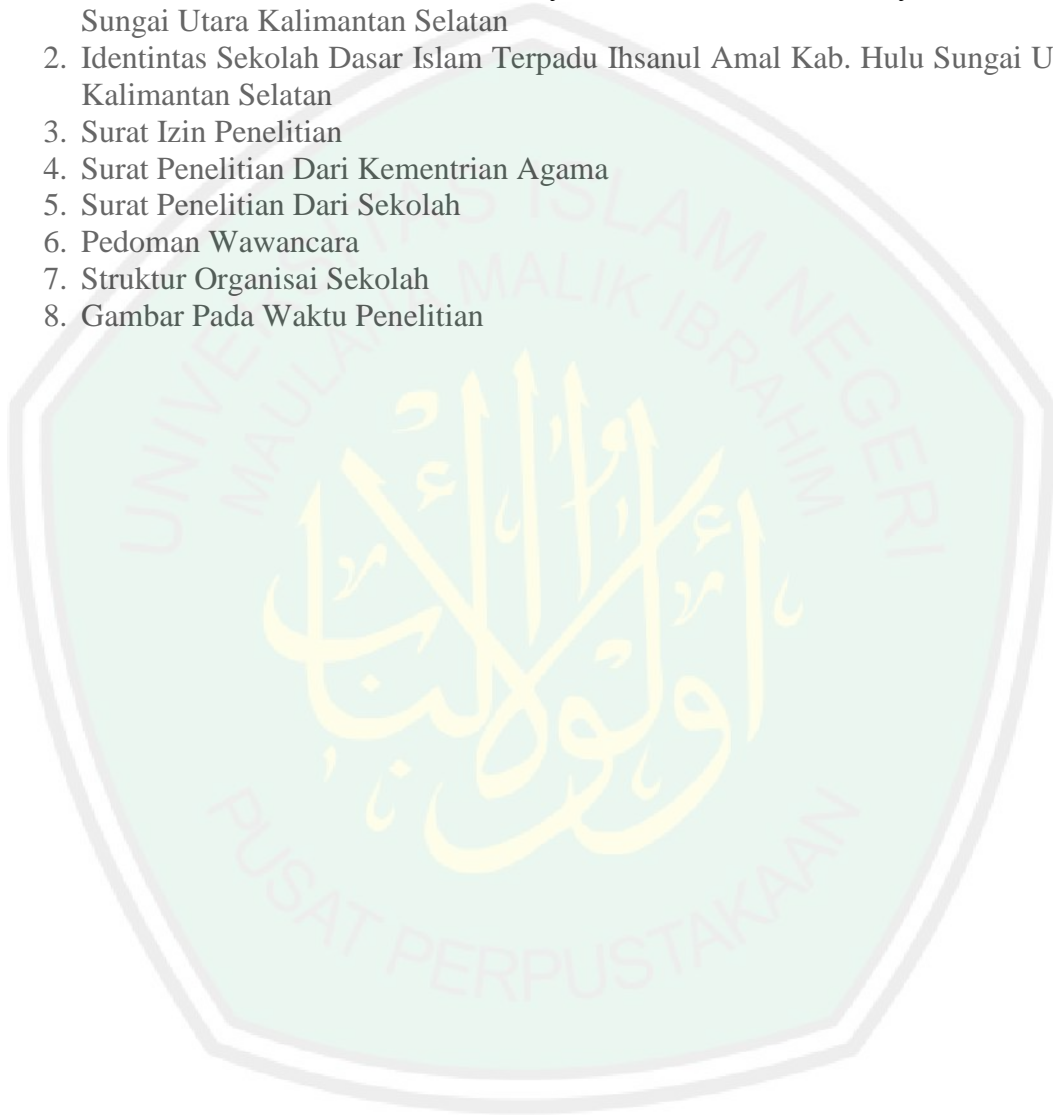 Sungai Utara Kalimantan Selatan
2. Identintas Sekolah Dasar Islam Terpadu Ihsanul Amal Kab. Hulu Sungai U
Kalimantan Selatan
3. Surat Izin Penelitian
4. Surat Penelitian Dari Kementrian Agama
5. Surat Penelitian Dari Sekolah
6. Pedoman Wawancara
7. Struktur Organisai Sekolah
8. Gambar Pada Waktu Penelitian
UNIVERSITAS ISLAM NEGERI
MAULANA MALIK IBRAHIM
أولوا الألباب
PUSAT PERPUSTAKAAN